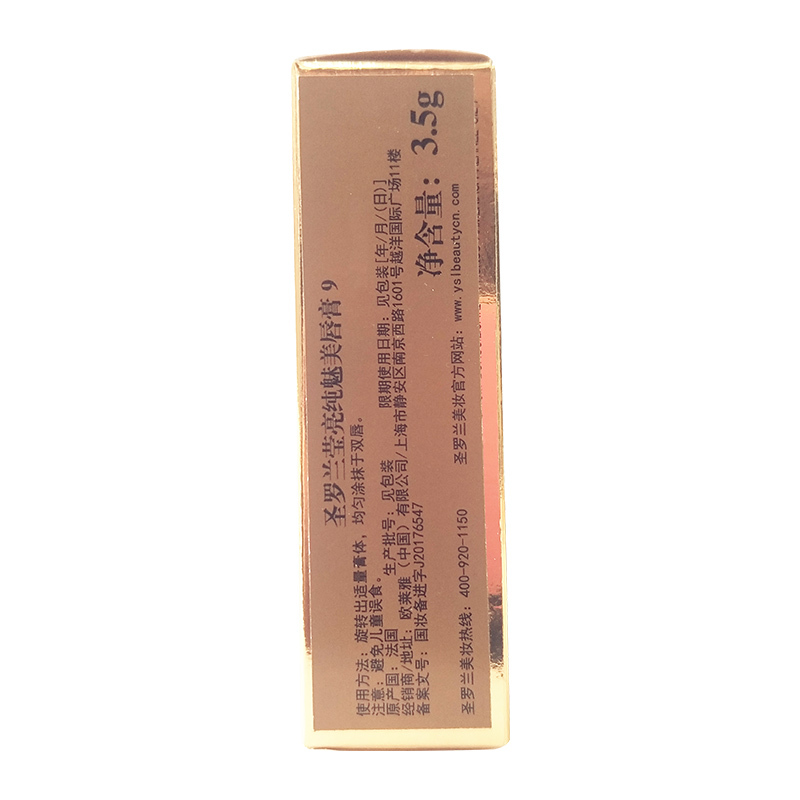 圣罗兰莹亮纯魅美唇膏 9
使用方法：旋转出适量膏体，均匀涂抹于双唇。
注意：避免儿童误食。
原产国：法国 生产批号：见包装 限期使用日期：见包装[年/月/(日)]
经销商/地址：欧莱雅（中国）有限公司/上海市静安区南京西路1601号越洋国际广场11楼
备案文号：国妆备进字J20176547
净含量：3.5g
圣罗兰美妆热线：400-920-1150 圣罗兰美妆官方网站：www.yslbeautycn.com